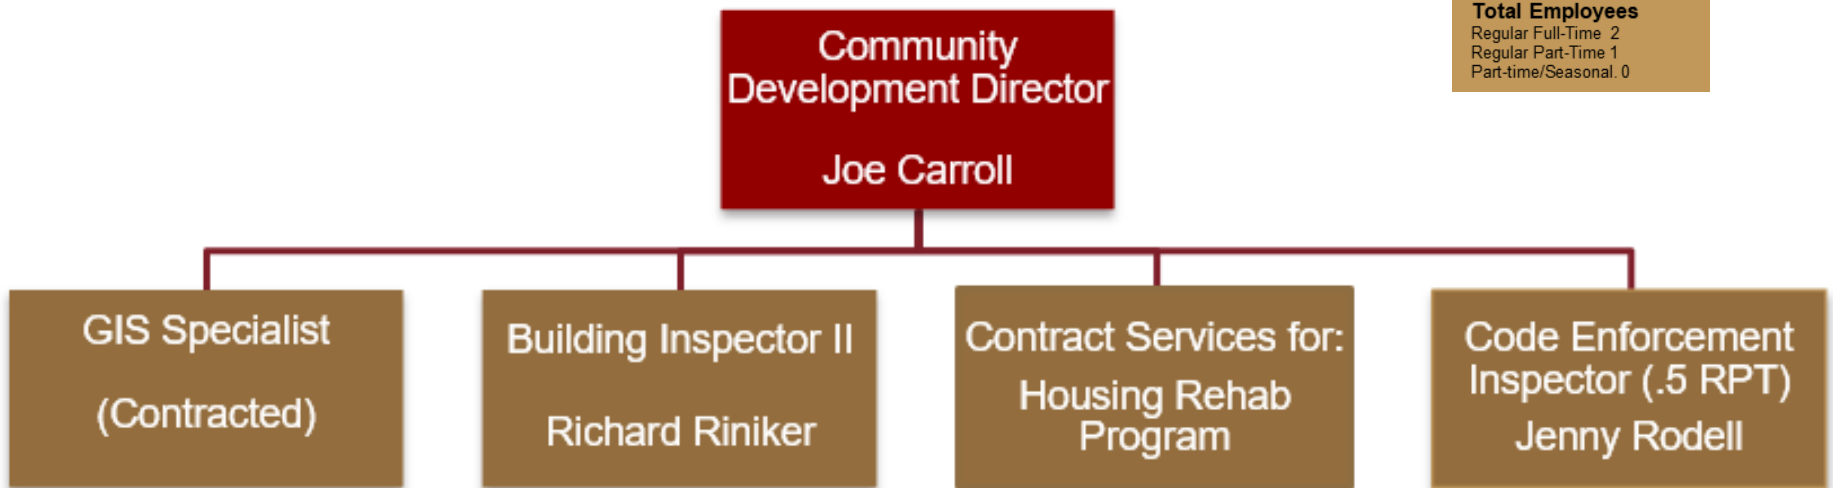 Total Employees
Regular Full-Time 2
Regular Part-Time 1
Part-time/Seasonal. 0
Community
Development Director
Joe Carroll
GIS Specialist
(Contracted)
Building Inspector II
Richard Riniker
Contract Services for:
Housing Rehab
Program
Code Enforcement
Inspector (.5 RPT)
Jenny Rodell